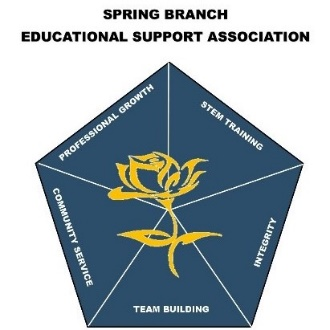 SPRING BRANCH
EDUCATIONAL SUPPORT ASSOCIATION
PROFESSIONAL GROWTH
STEM TRAINING
COMMUNITY SERVICE
INTEGRITY
TEAM BUILDING